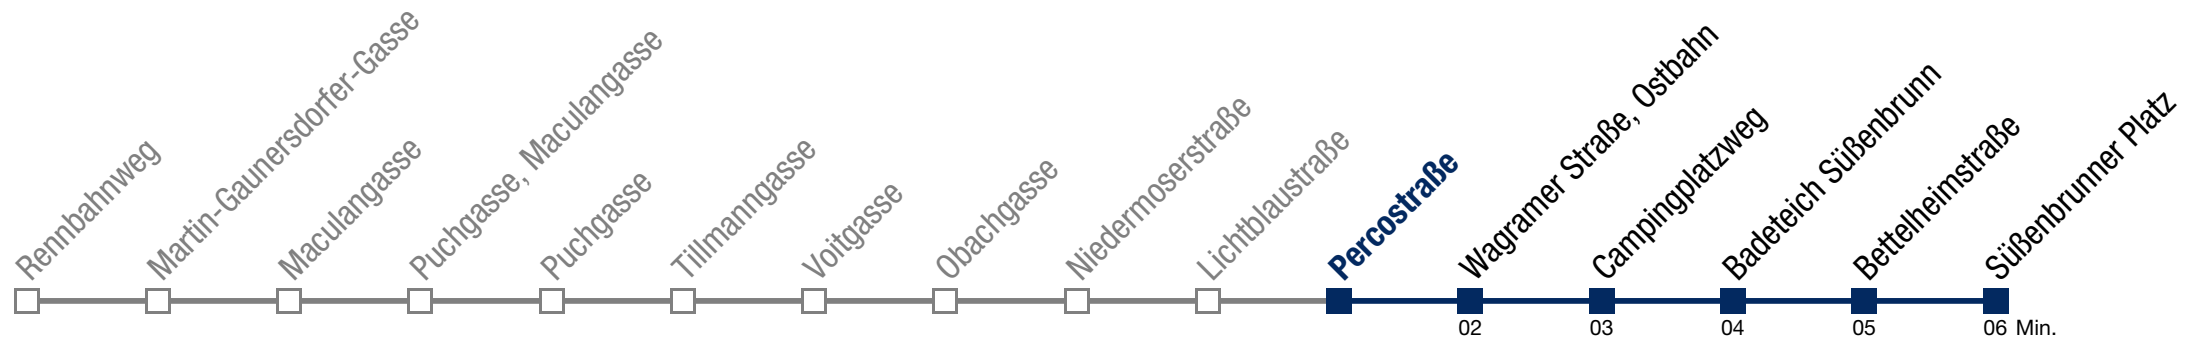 Rennbahnweg
Martin-Gaunersdorfer-Gasse
Maculangasse
Puchgasse, Maculangasse
Puchgasse
Tillmanngasse
Voitgasse
Obachgasse
Niedermoserstraße
Lichtblaustraße
Percostraße
Wagramer Straße, Ostbahn
Campingplatzweg
Badeteich Süßenbrunn
Bettelheimstraße
Süßenbrunner Platz
02 03 04 05 06 Min.